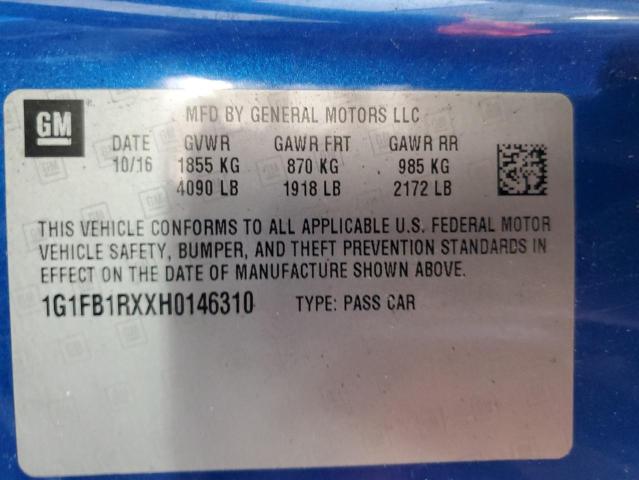 GM
MFD BY GENERAL MOTORS LLC
DATE GVWR GAWR FRT GAWR RR
10/16 1855 KG 870 KG 985 KG
4090 LB 1918 LB 2172 LB
THIS VEHICLE CONFORMS TO ALL APPLICABLE U.S. FEDERAL MOTOR
VEHICLE SAFETY, BUMPER, AND THEFT PREVENTION STANDARDS IN
EFFECT ON THE DATE OF MANUFACTURE SHOWN ABOVE.
1G1FB1RXXH0146310 TYPE: PASS CAR